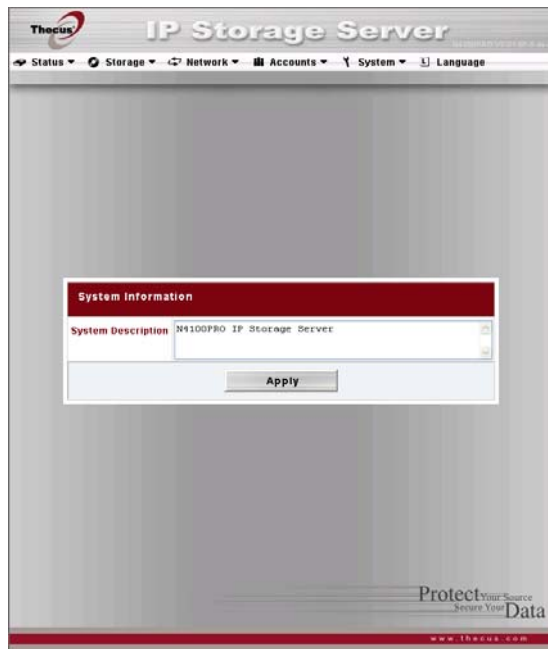 Thecus
IP Storage Server
Status Storage Network Accounts System Language
System Information
System Description N4100PRO IP Storage Server
Apply
Protect Your Source
Secure Your Data
www.thecus.com